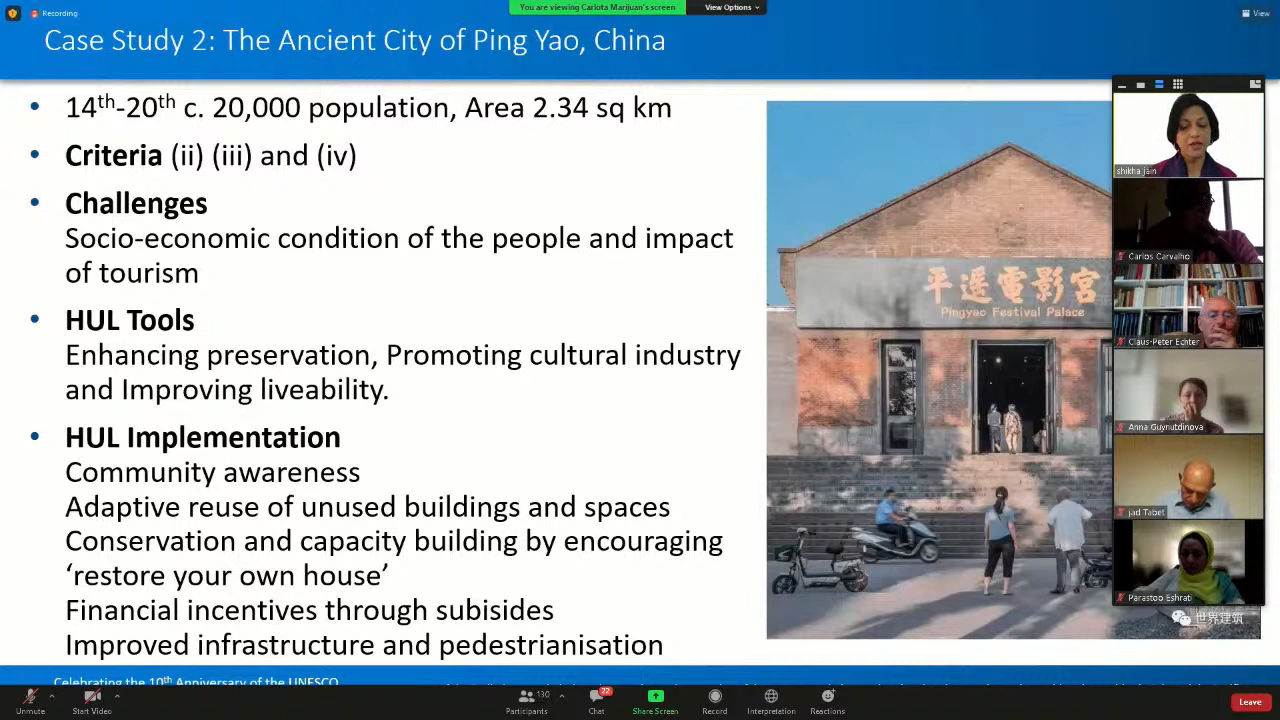 Recording
You are viewing Carlota Marijuan's screen
View Options
View
Case Study 2: The Ancient City of Ping Yao, China
• 14th-20th c. 20,000 population, Area 2.34 sq km
• Criteria (ii) (iii) and (iv)
• Challenges
Socio-economic condition of the people and impact
of tourism
• HUL Tools
Enhancing preservation, Promoting cultural industry
and Improving liveability.
• HUL Implementation
Community awareness
Adaptive reuse of unused buildings and spaces
Conservation and capacity building by encouraging
‘restore your own house’
Financial incentives through subisides
Improved infrastructure and pedestrianisation
平遥電影宮
Pingyao Festival Palace
世界建筑
shikha jain
Carlos Carvalho
Claus-Peter Echter
Anna Guynutdinova
jad Tabet
Parastoo Eshrati
Celebrating the 10th Anniversary of the UNESCO
Unmute
Start Video
130
Participants
22
Chat
Share Screen
Record
Interpretation
Reactions
Leave